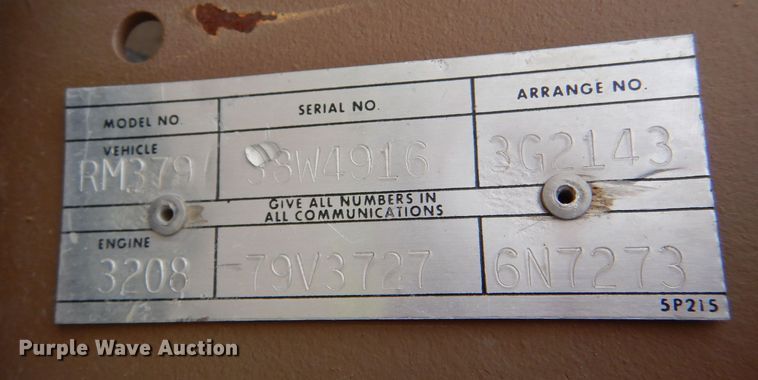 MODEL NO. SERIAL NO. ARRANGE NO.
VEHICLE
RM379 38W4916 3G2143
GIVE ALL NUMBERS IN
ALL COMMUNICATIONS
ENGINE
3208 79V3727 6N7273
5P215
Purple Wave Auction